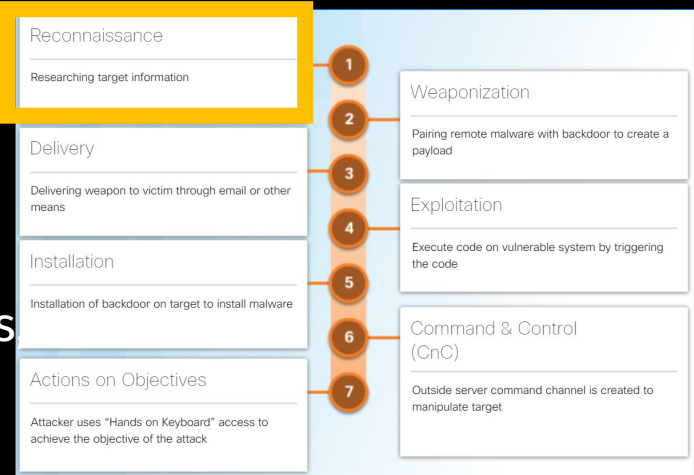 Reconnaissance
Researching target information
1
Weaponization
Pairing remote malware with backdoor to create a
payload
2
Delivery
Delivering weapon to victim through email or other
means
3
Exploitation
Execute code on vulnerable system by triggering
the code
4
Installation
Installation of backdoor on target to install malware
5
s
Command & Control
(CnC)
Outside server command channel is created to
manipulate target
6
Actions on Objectives
Attacker uses “Hands on Keyboard” access to
achieve the objective of the attack
7